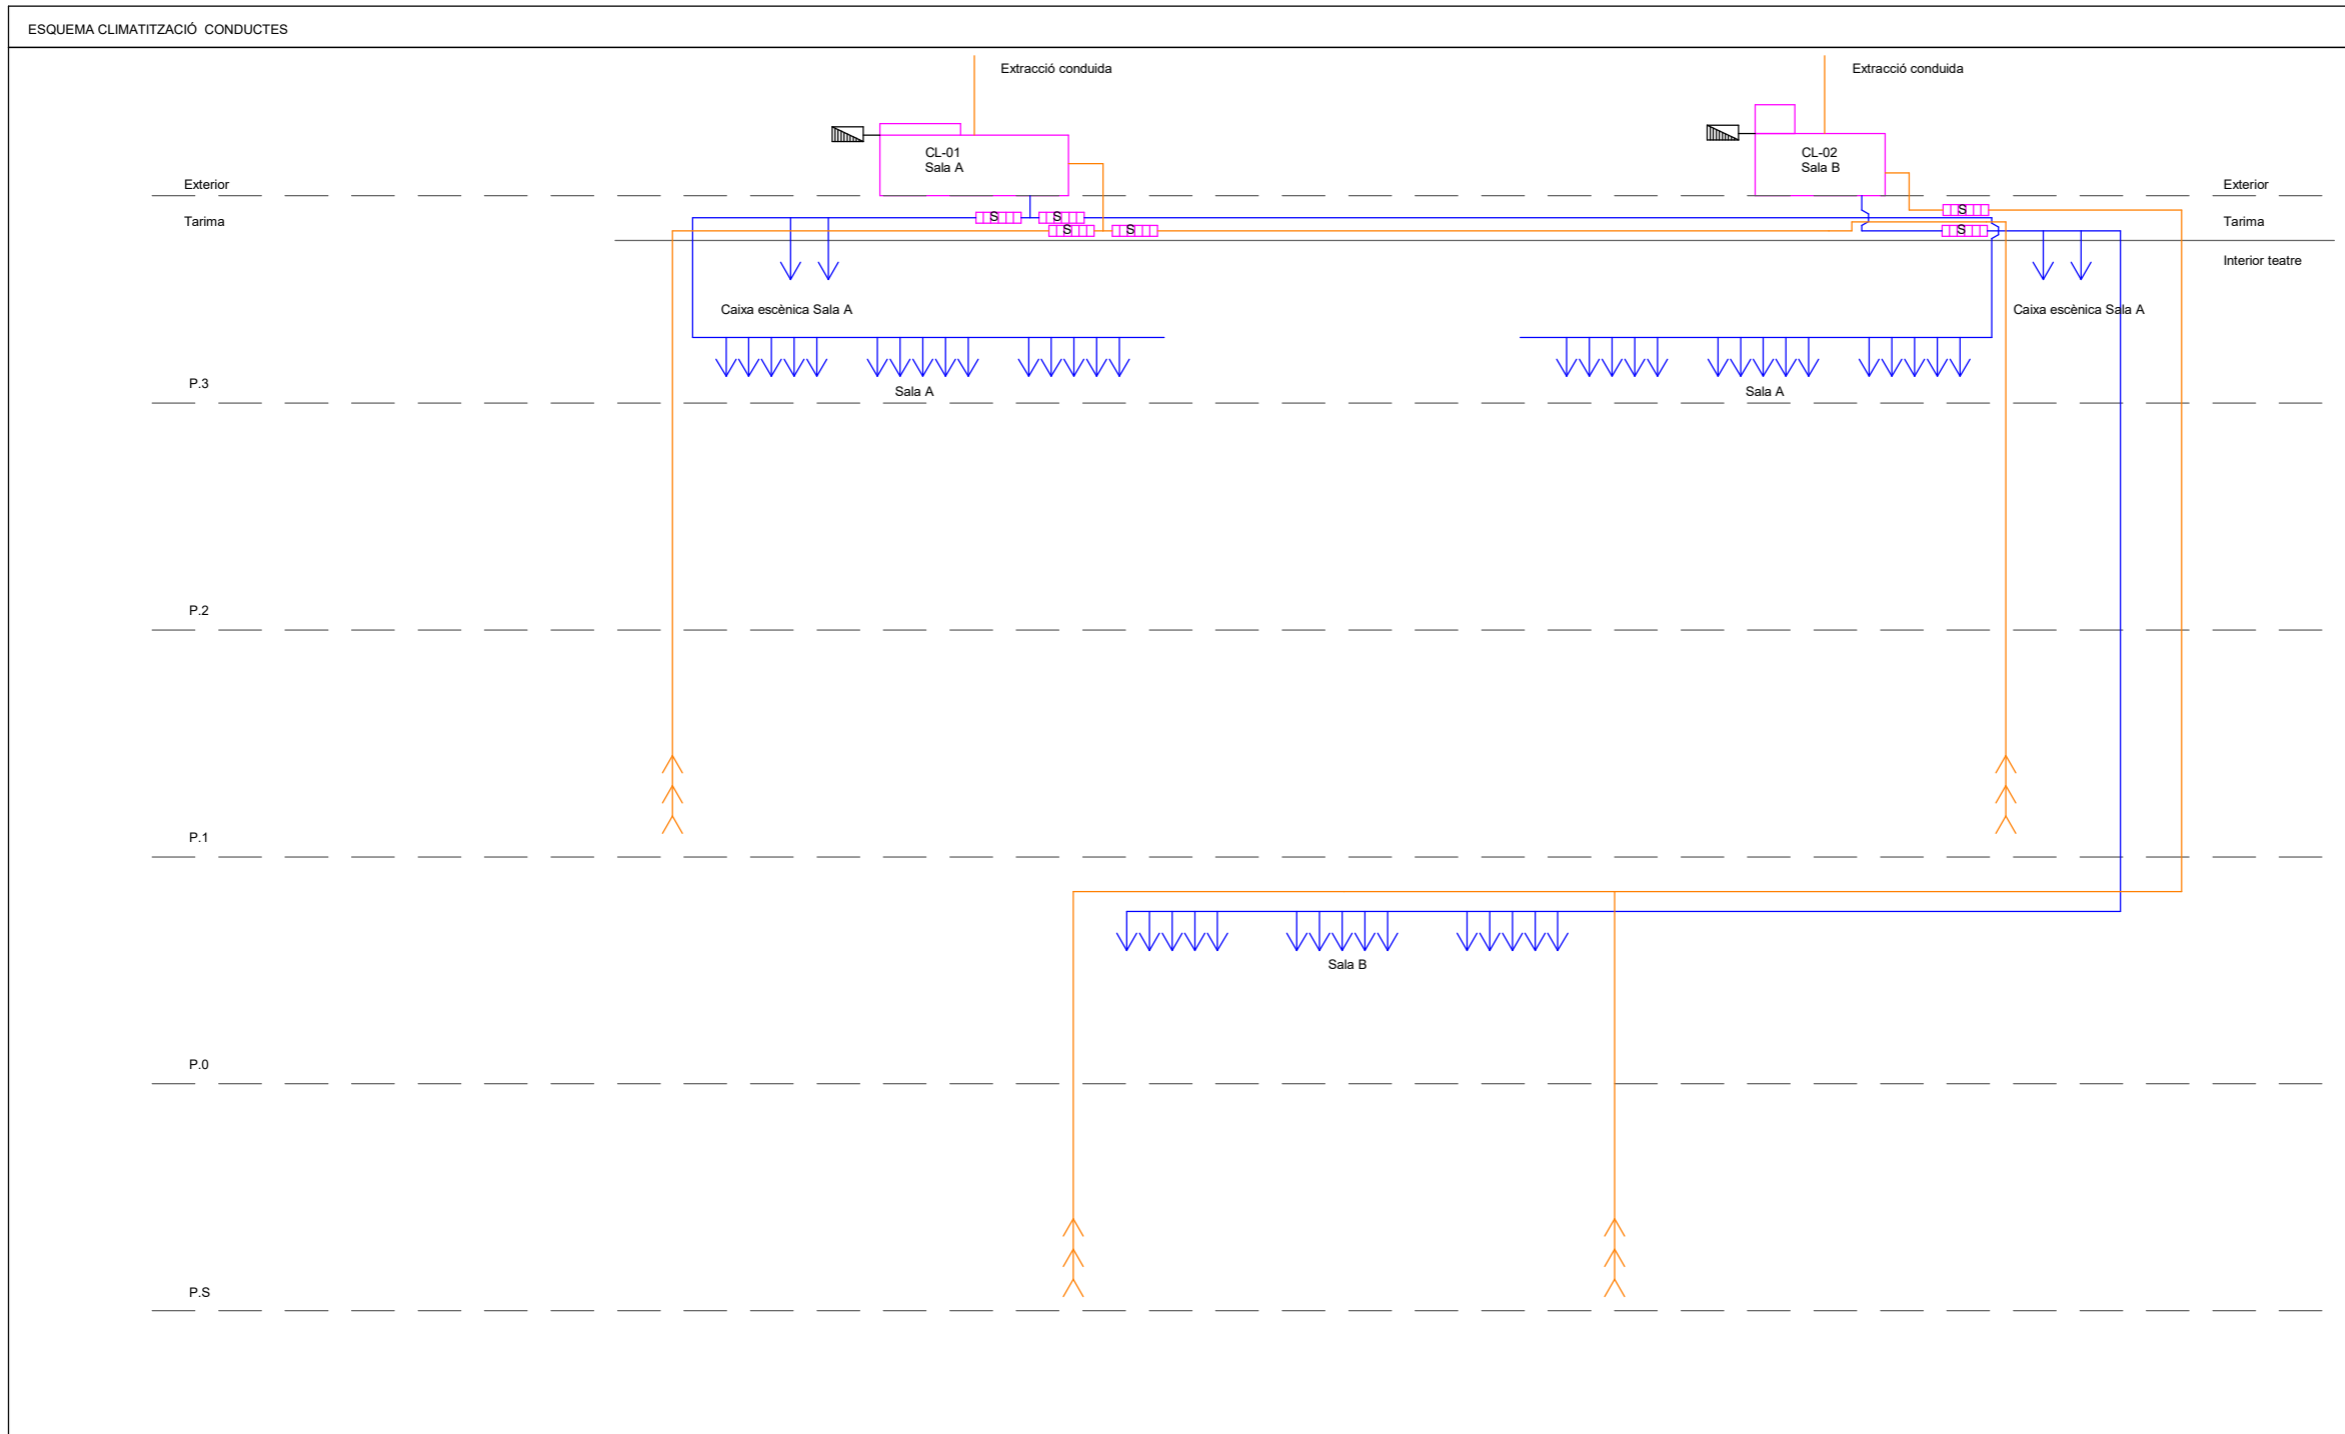 ESQUEMA CLIMATITZACIÓ  CONDUCTES
Extracció conduida
Extracció conduida
CL-01
Sala A
CL-02
Sala B
Exterior
Exterior
Tarima
S
S
S
Tarima
S
S
S
Interior teatre
Caixa escènica Sala A
Caixa escènica Sala A
P.3
Sala A
Sala A
P.2
P.1
Sala B
P.0
P.S